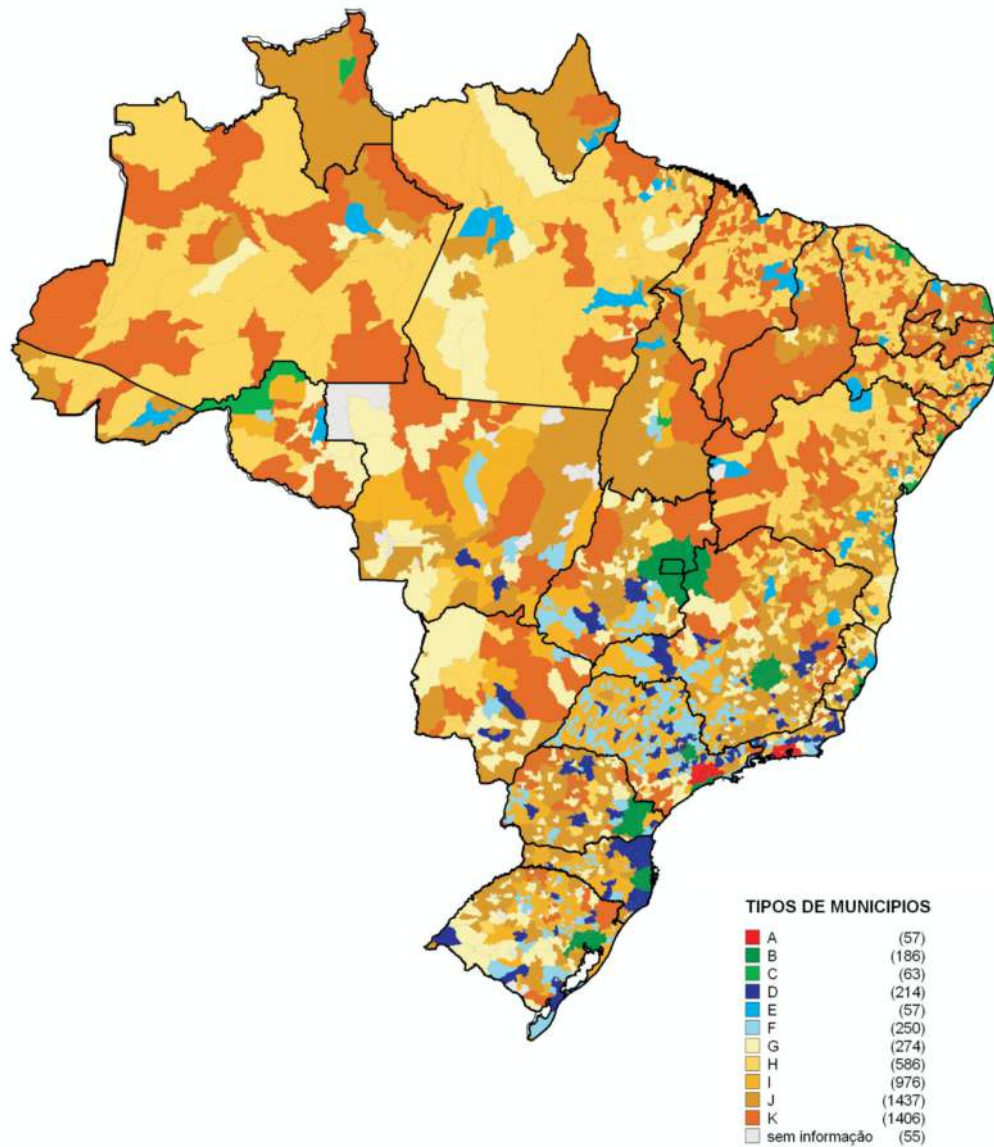 TIPOS DE MUNICIPIOS
A (57)
B (186)
C (63)
D (214)
E (57)
F (250)
G (274)
H (586)
I (976)
J (1437)
K (1406)
sem informação (55)